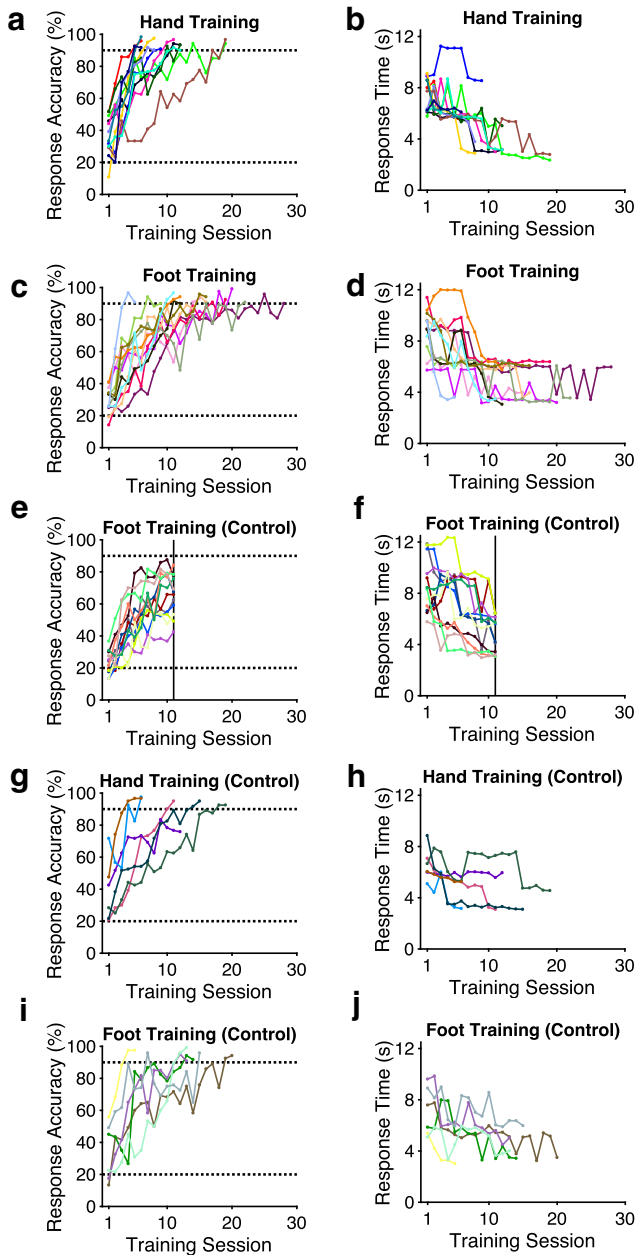 a
Hand Training
Response Accuracy (%)
100
80
60
40
20
0
1
10
20
30
Training Session
b
Hand Training
Response Time (s)
12
8
4
0
1
10
20
30
Training Session
c
Foot Training
Response Accuracy (%)
100
80
60
40
20
0
1
10
20
30
Training Session
d
Foot Training
Response Time (s)
12
8
4
0
1
10
20
30
Training Session
e
Foot Training (Control)
Response Accuracy (%)
100
80
60
40
20
0
1
10
20
30
Training Session
f
Foot Training (Control)
Response Time (s)
12
8
4
0
1
10
20
30
Training Session
g
Hand Training (Control)
Response Accuracy (%)
100
80
60
40
20
0
1
10
20
30
Training Session
h
Hand Training (Control)
Response Time (s)
12
8
4
0
1
10
20
30
Training Session
i
Foot Training (Control)
Response Accuracy (%)
100
80
60
40
20
0
1
10
20
30
Training Session
j
Foot Training (Control)
Response Time (s)
12
8
4
0
1
10
20
30
Training Session